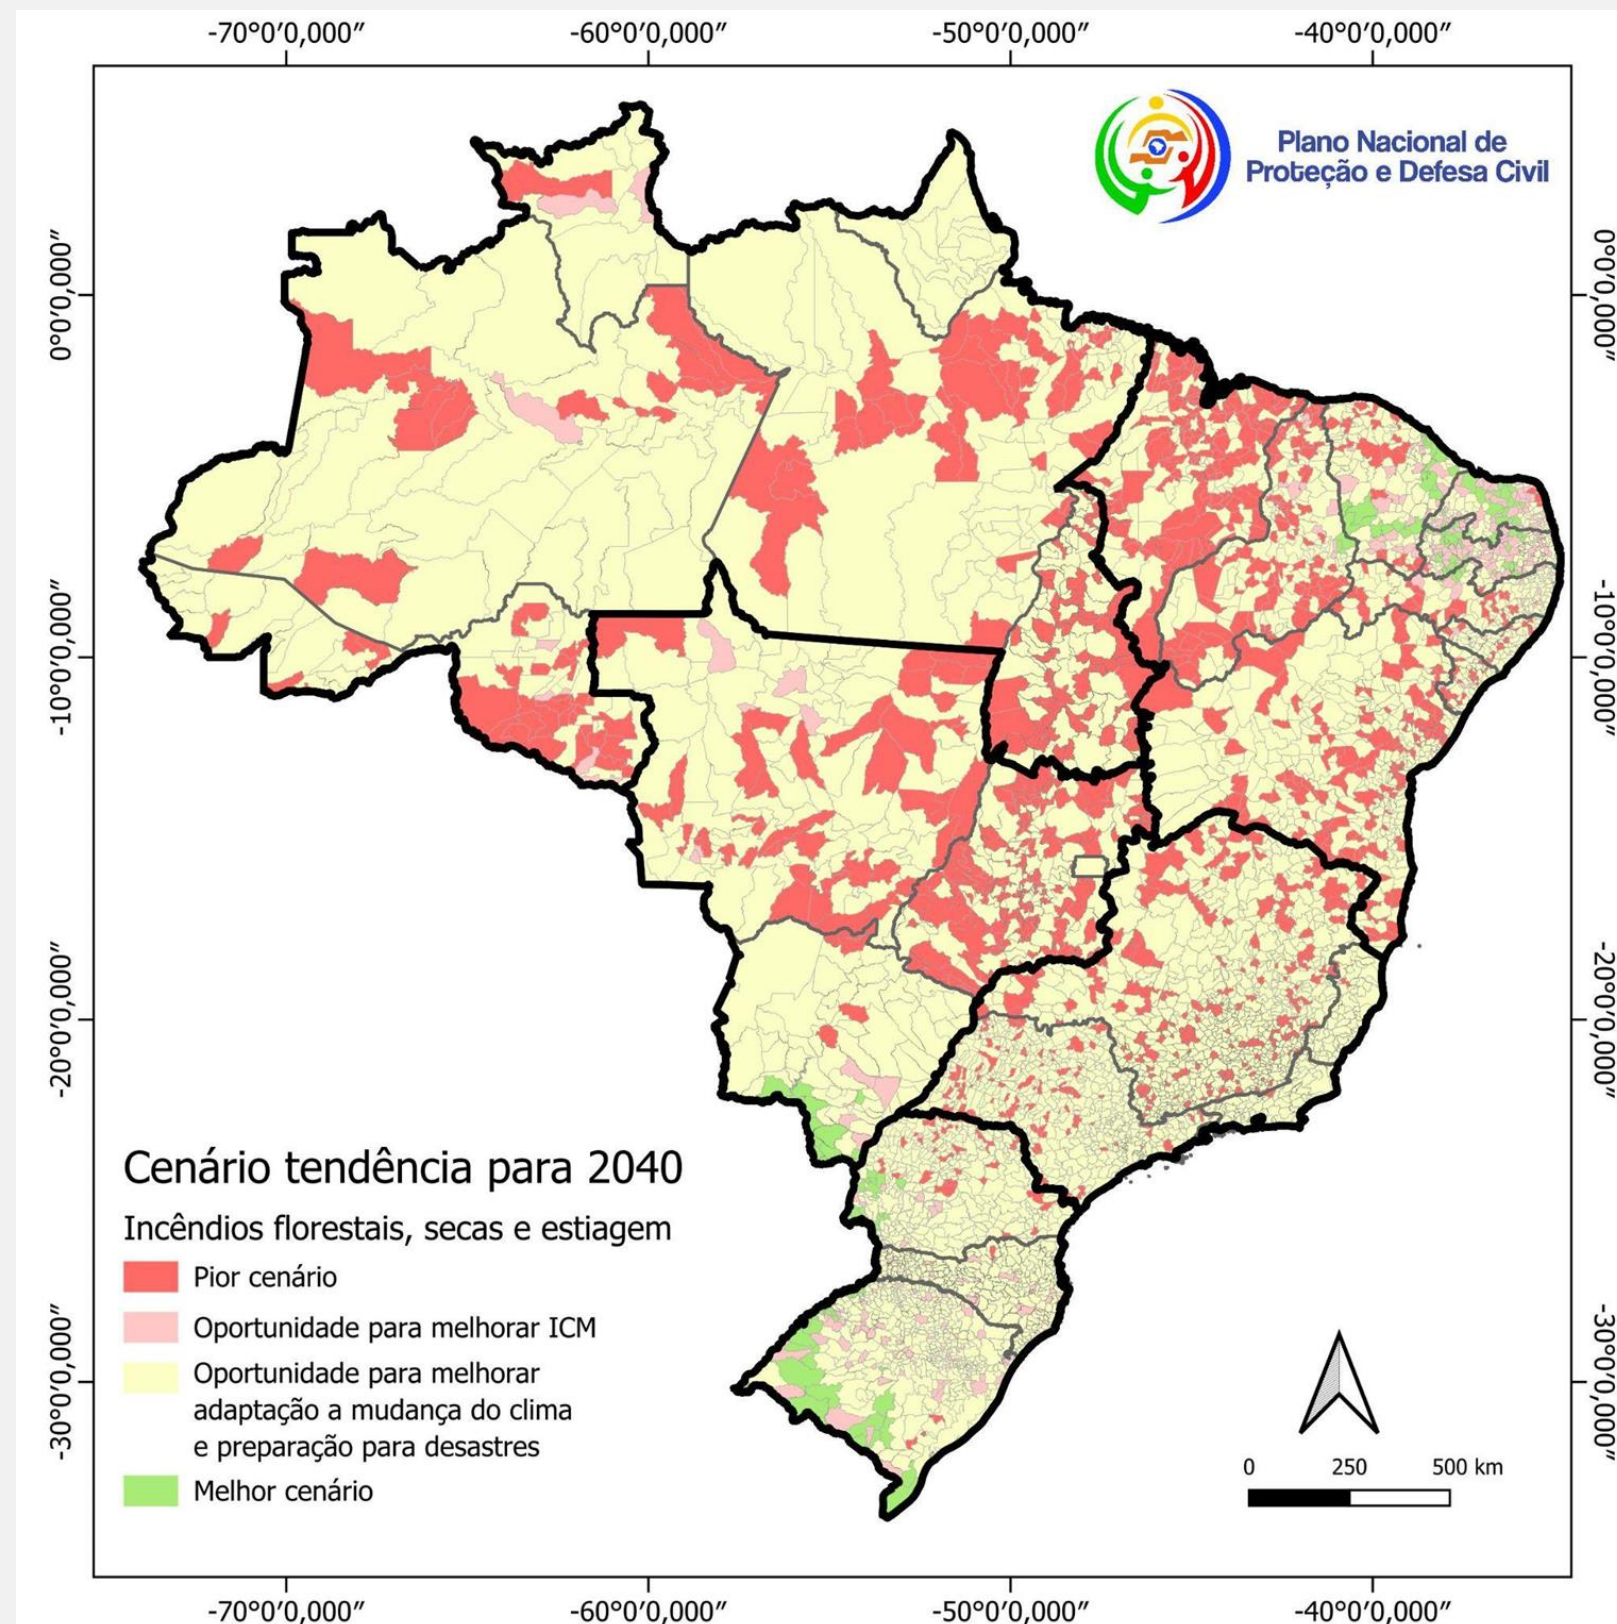 -70°0′0,000″ -60°0′0,000″ -50°0′0,000″ -40°0′0,000″
Plano Nacional de
Proteção e Defesa Civil
0°0′0,000″ 0°0′0,000″
-10°0′0,000″ -10°0′0,000″
-20°0′0,000″ -20°0′0,000″
-30°0′0,000″ -30°0′0,000″
Cenário tendência para 2040
Incêndios florestais, secas e estiagem
Pior cenário
Oportunidade para melhorar ICM
Oportunidade para melhorar
adaptação a mudança do clima
e preparação para desastres
Melhor cenário
0 250 500 km
-70°0′0,000″ -60°0′0,000″ -50°0′0,000″ -40°0′0,000″